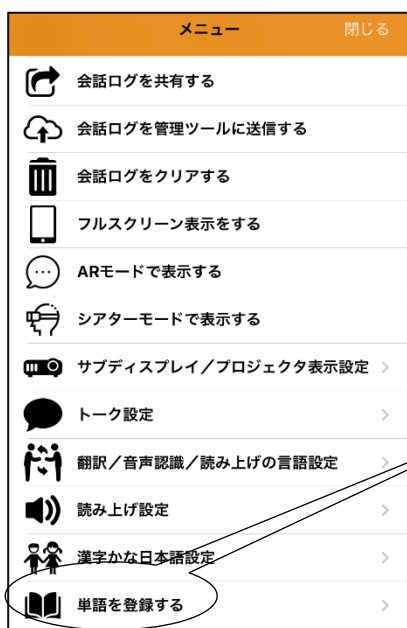 メニュー 閉じる
会話ログを共有する
会話ログを管理ツールに送信する
会話ログをクリアする
フルスクリーン表示をする
ARモードで表示する
シアターモードで表示する
サブディスプレイ／プロジェクタ表示設定
トーク設定
翻訳／音声認識／読み上げの言語設定
読み上げ設定
漢字かな日本語設定
単語を登録する